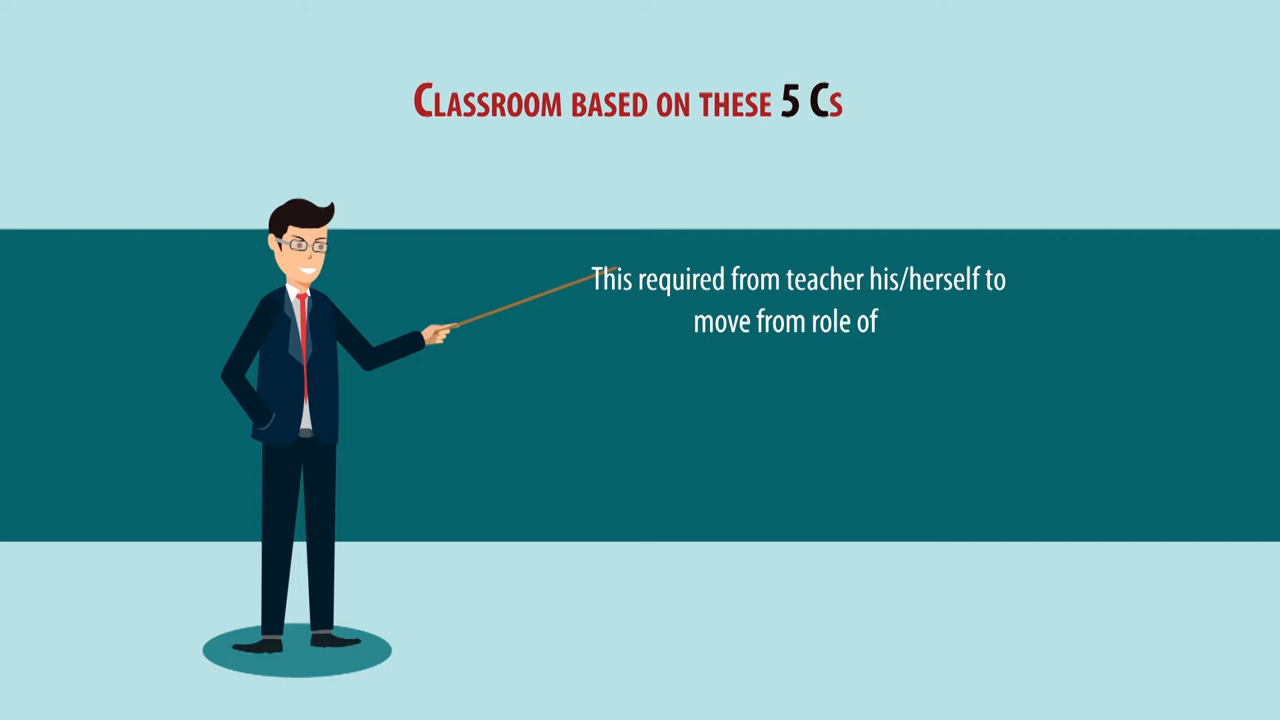 Classroom based on these 5 Cs
This required from teacher his/herself to
move from role of